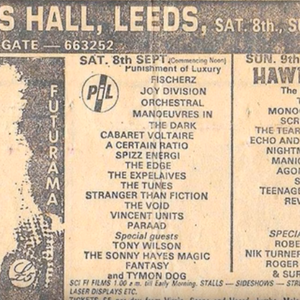 S HALL, LEEDS, SAT. 8th., S
GATE — 663252
FUTURAMA
SAT. 8th SEPT. (Commencing Noon)
Punishment of Luxury
PiL
FISCHERZ
JOY DIVISION
ORCHESTRAL
MANOEUVRES IN
THE DARK
CABARET VOLTAIRE
A CERTAIN RATIO
SPIZZ ENERGI
THE EDGE
THE EXPELAIVES
THE TUNES
STRANGER THAN FICTION
THE VOID
VINCENT UNITS
PARAAD
Special guests
TONY WILSON
THE SONNY HAYES MAGIC
FANTASY
and TYMON DOG
SCI FI FILMS 1.00 a.m. till Early Morning. STALLS — SIDESHOWS — STR
LASER DISPLAYS ETC.
SUN. 9th
HAW
The
MONO
SCR
THE TEAR
ECHO AND
NIGHTM
MANIC
AGON
TEENAG
REV
Special
ROBE
NIK TURNER
ROGER
& SUR